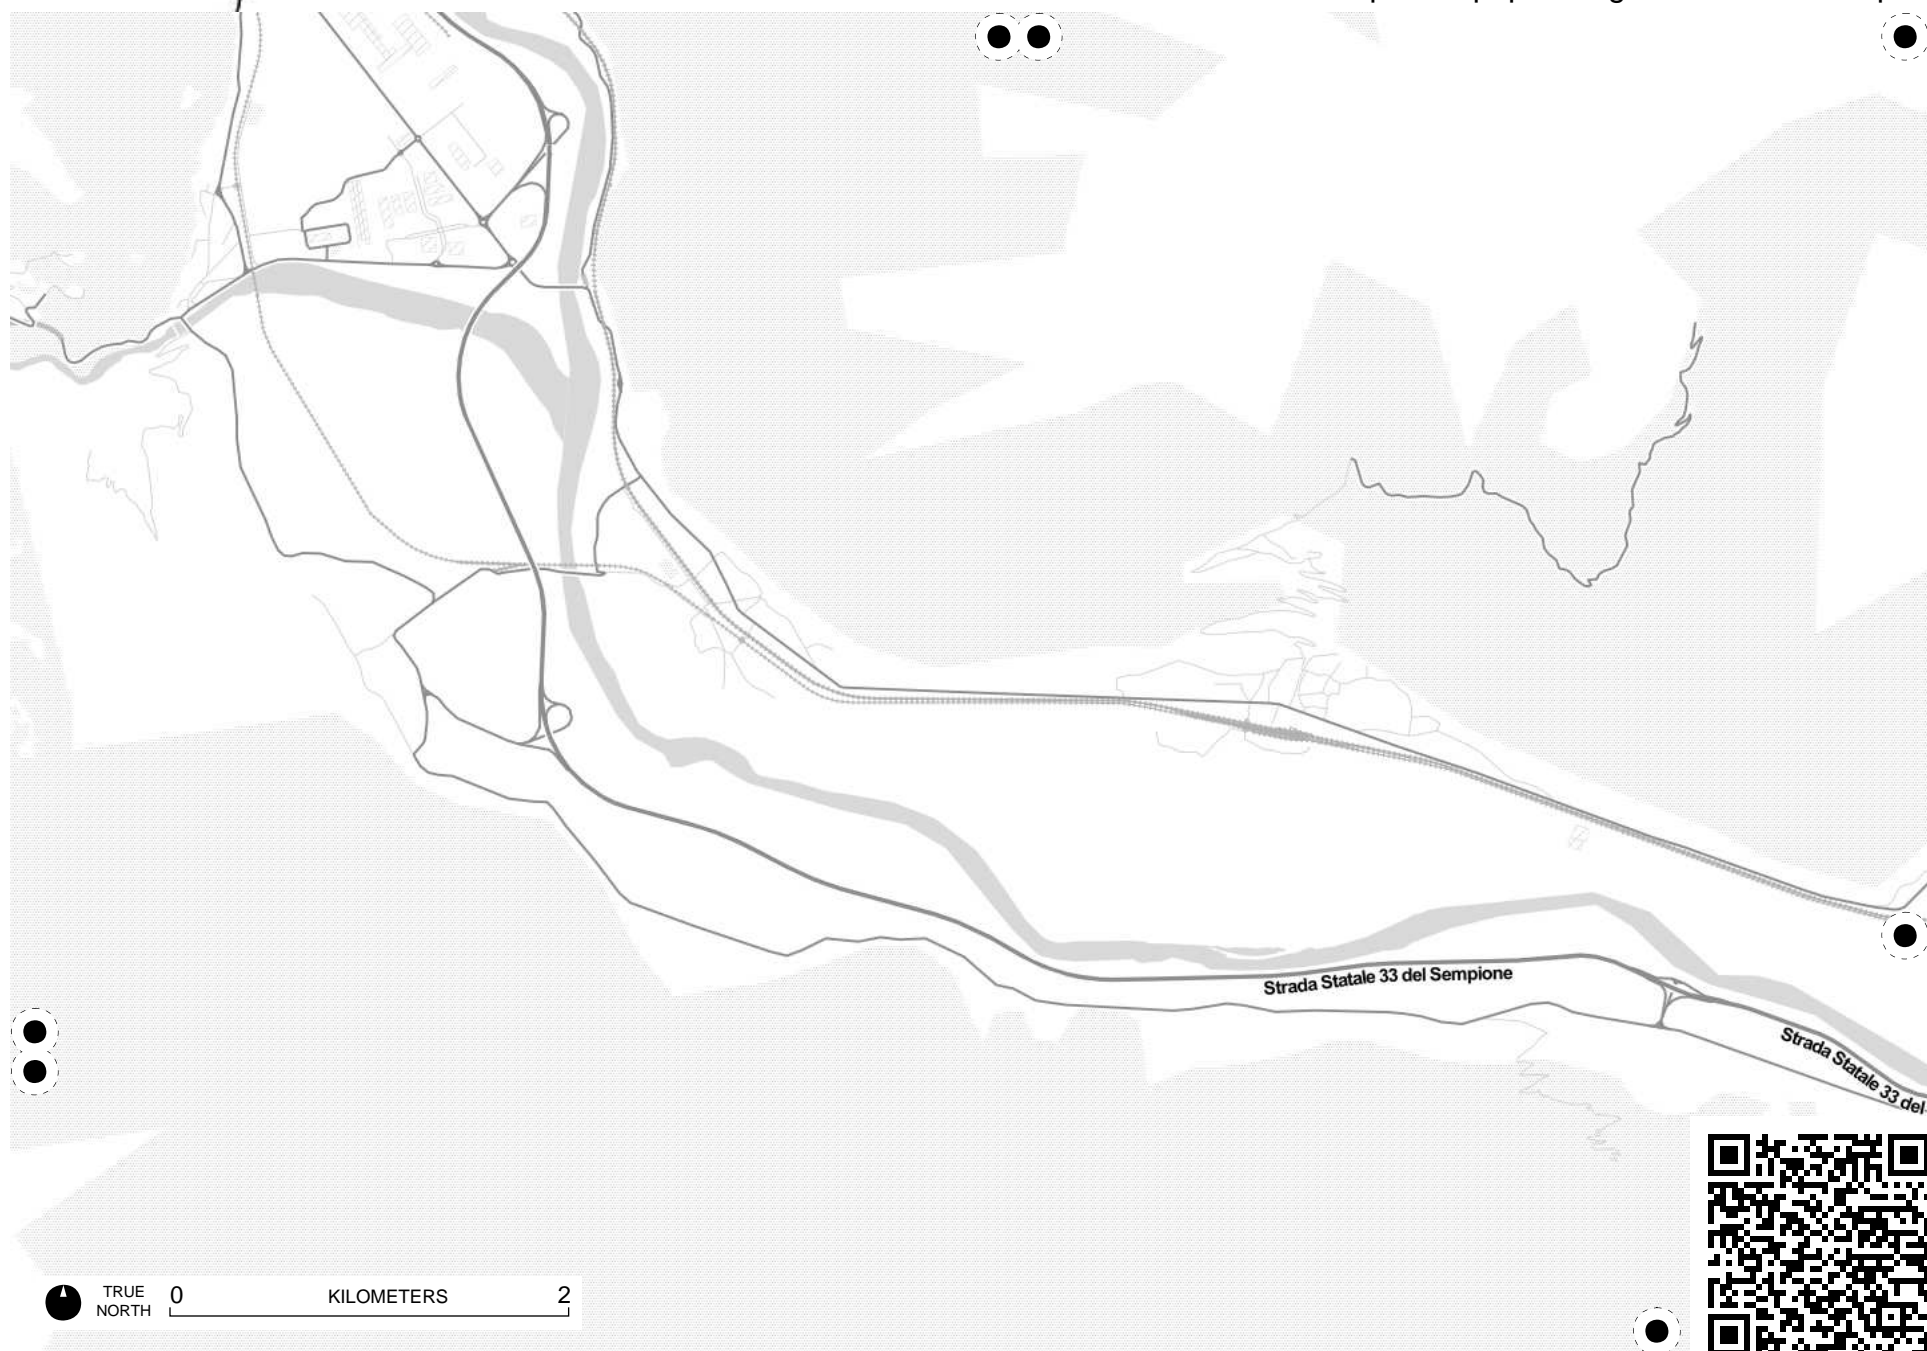 Strada Statale 33 del Sempione
Strada Statale 33 del
TRUE
NORTH
0 KILOMETERS 2